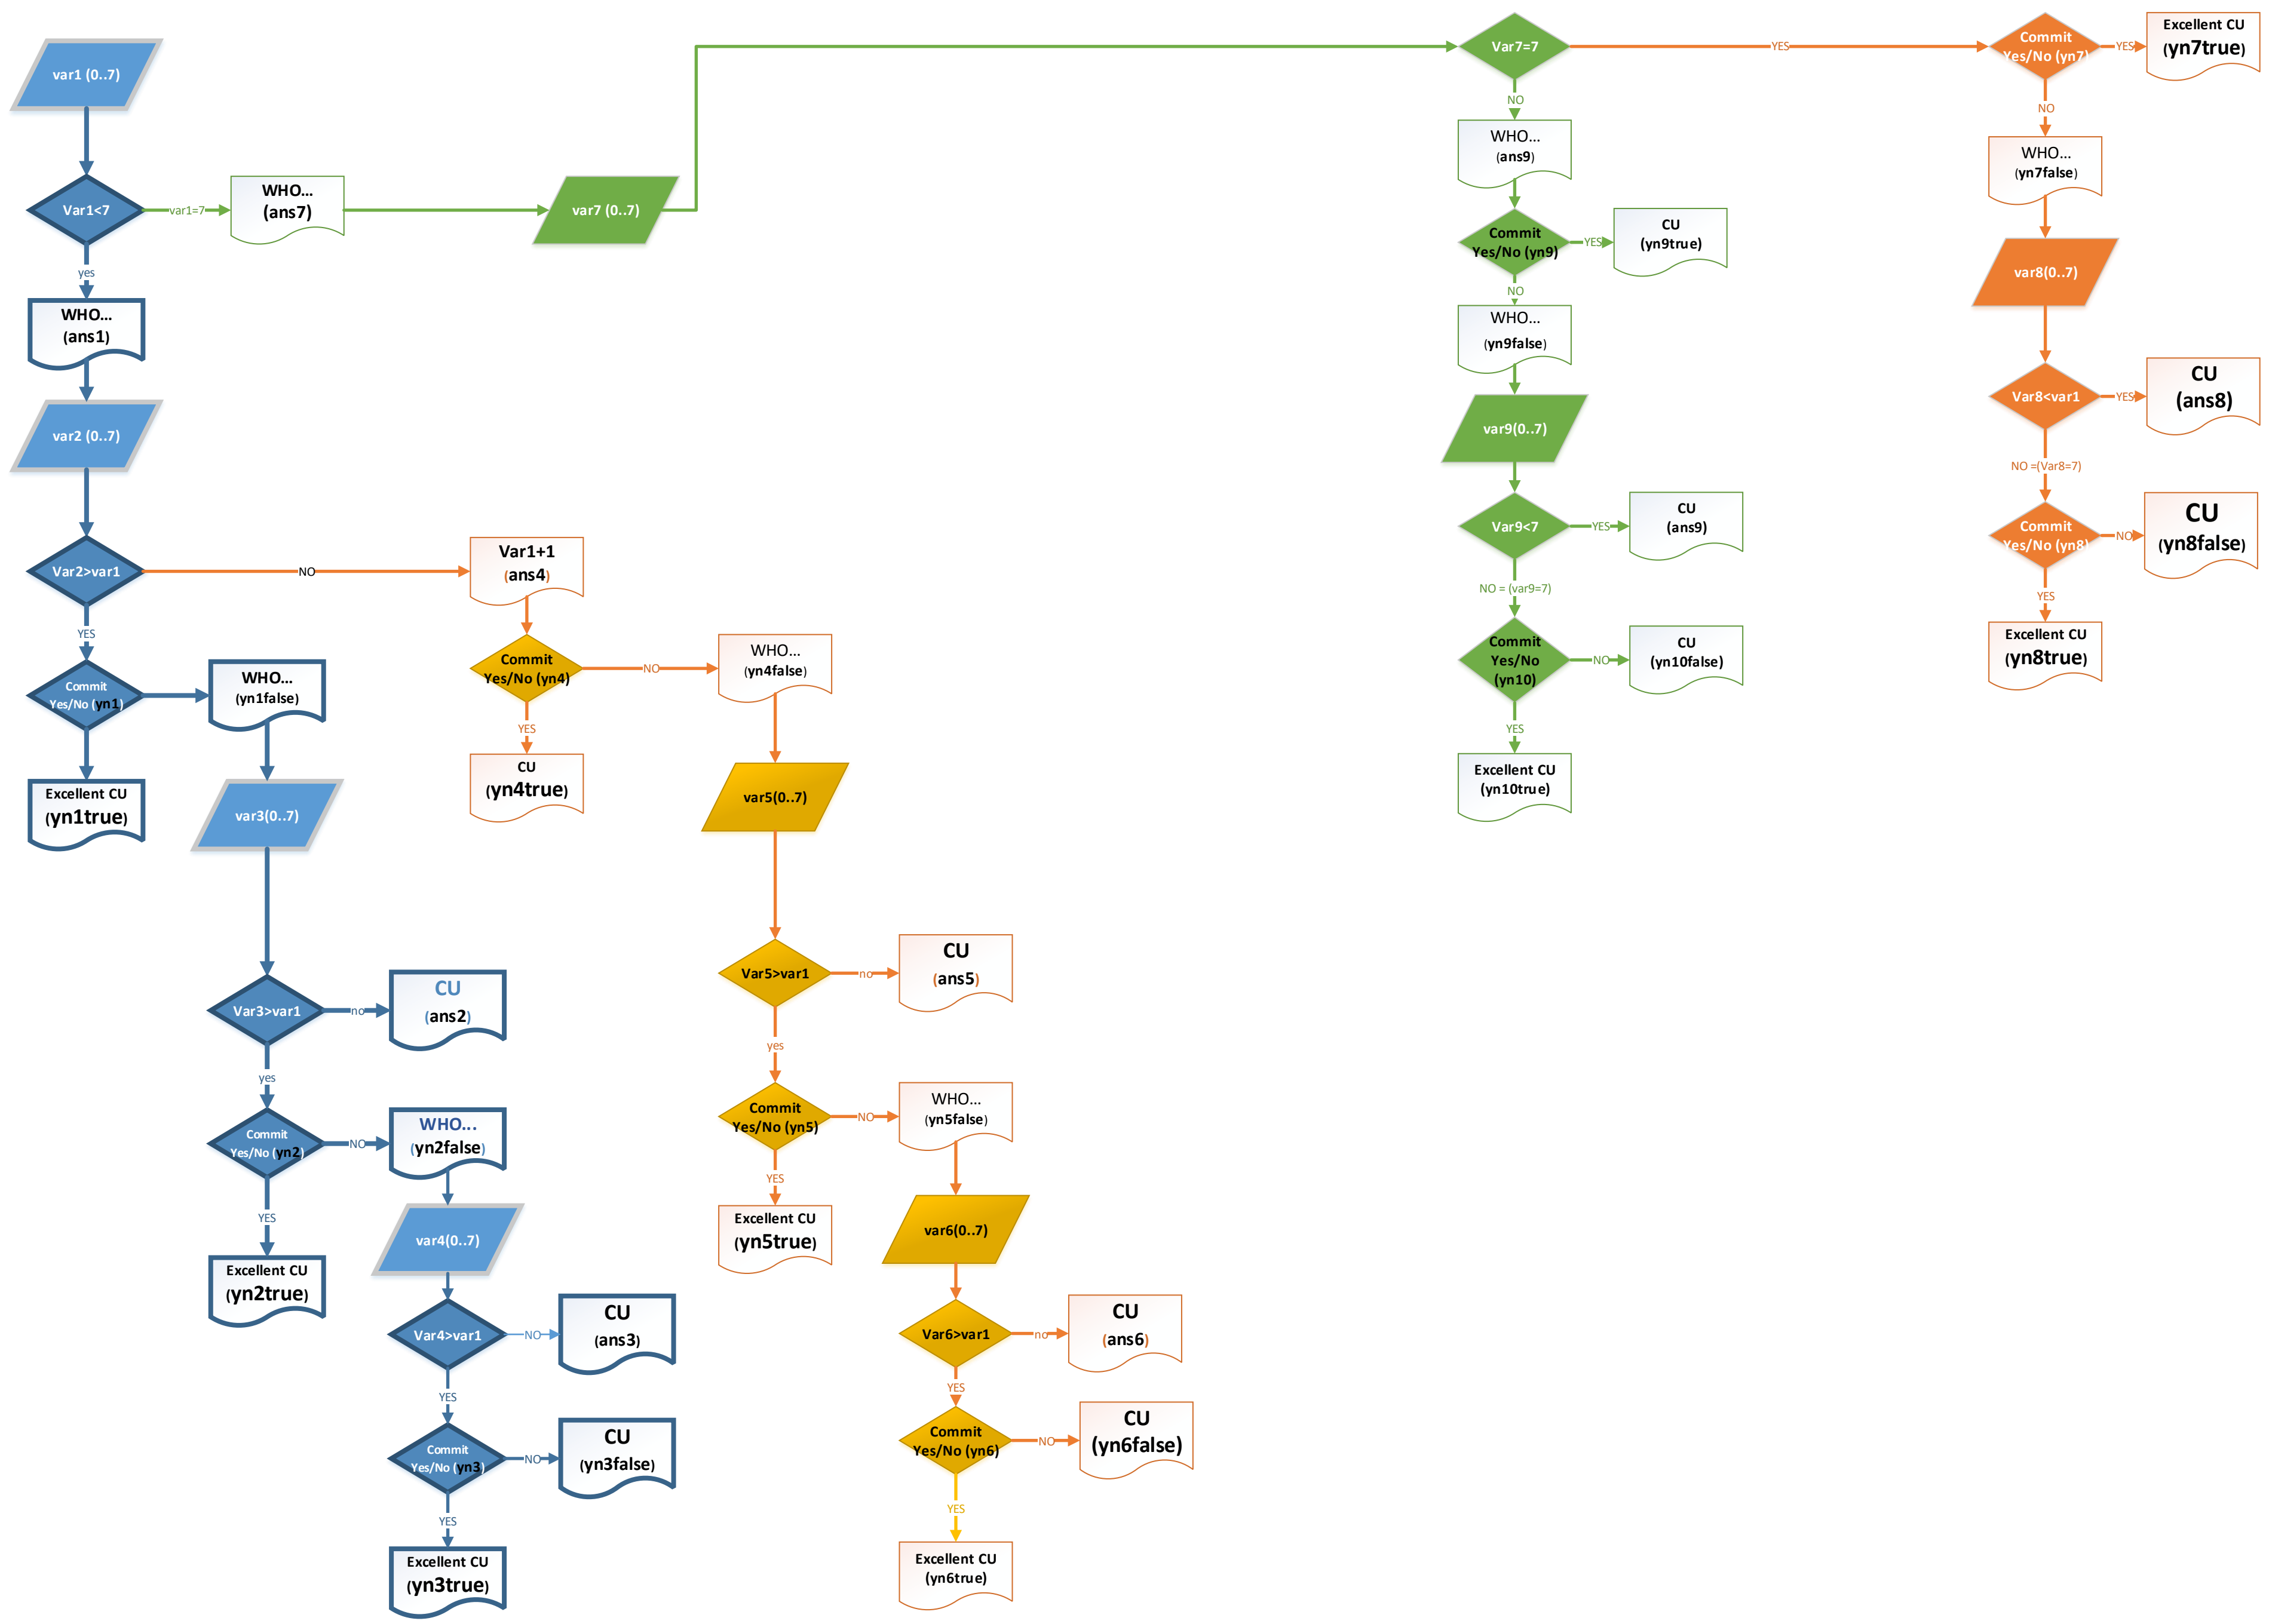 var1 (0..7)
Var1<7
var1=7
WHO...
(ans7)
var7 (0..7)
yes
WHO...
(ans1)
var2 (0..7)
Var2>var1
NO
Var1+1
(ans4)
YES
Commit
Yes/No (yn1)
WHO...
(yn1false)
Excellent CU
(yn1true)
var3(0..7)
Var3>var1
no
CU
(ans2)
yes
Commit
Yes/No (yn2)
NO
WHO...
(yn2false)
YES
Excellent CU
(yn2true)
var4(0..7)
Var4>var1
NO
CU
(ans3)
YES
Commit
Yes/No (yn3)
NO
CU
(yn3false)
YES
Excellent CU
(yn3true)
Commit
Yes/No (yn4)
NO
WHO...
(yn4false)
YES
CU
(yn4true)
var5(0..7)
Var5>var1
no
CU
(ans5)
yes
Commit
Yes/No (yn5)
NO
WHO...
(yn5false)
YES
Excellent CU
(yn5true)
var6(0..7)
Var6>var1
no
CU
(ans6)
YES
Commit
Yes/No (yn6)
NO
CU
(yn6false)
YES
Excellent CU
(yn6true)
Var7=7
YES
NO
WHO...
(ans9)
Commit
Yes/No (yn9)
YES
CU
(yn9true)
NO
WHO...
(yn9false)
var9(0..7)
Var9<7
YES
CU
(ans9)
NO = (var9=7)
Commit
Yes/No
(yn10)
NO
CU
(yn10false)
YES
Excellent CU
(yn10true)
Commit
Yes/No (yn7)
YES
Excellent CU
(yn7true)
NO
WHO...
(yn7false)
var8(0..7)
Var8<var1
YES
CU
(ans8)
NO =(Var8=7)
Commit
Yes/No (yn8)
NO
CU
(yn8false)
YES
Excellent CU
(yn8true)